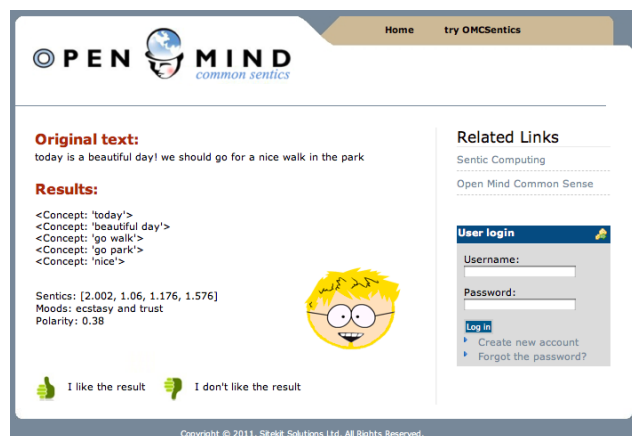 Home try OMCSentics
OPEN MIND
common sentics
Original text:
today is a beautiful day! we should go for a nice walk in the park
Results:
<Concept: 'today'>
<Concept: 'beautiful day'>
<Concept: 'go walk'>
<Concept: 'go park'>
<Concept: 'nice'>
Sentics: [2.002, 1.06, 1.176, 1.576]
Moods: ecstasy and trust
Polarity: 0.38
I like the result I don't like the result
Related Links
Sentic Computing
Open Mind Common Sense
User login
Username:
Password:
Log in
Create new account
Forgot the password?
Copyright © 2011, Sitekit Solutions Ltd. All Rights Reserved.